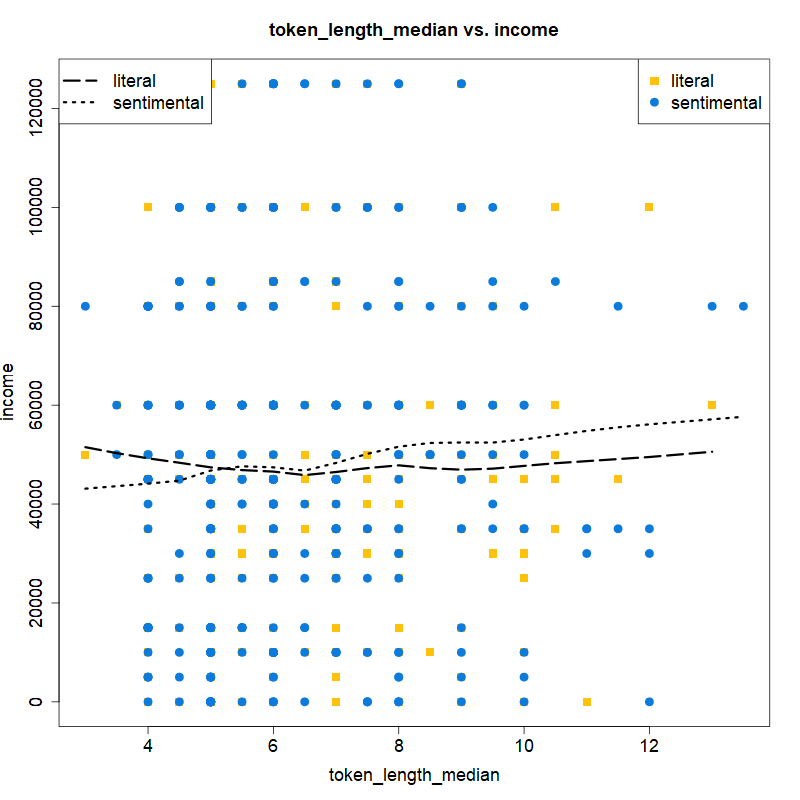 token_length_median vs. income
literal
sentimental
literal
sentimental
income
120000
100000
80000
60000
40000
20000
0
4 6 8 10 12
token_length_median